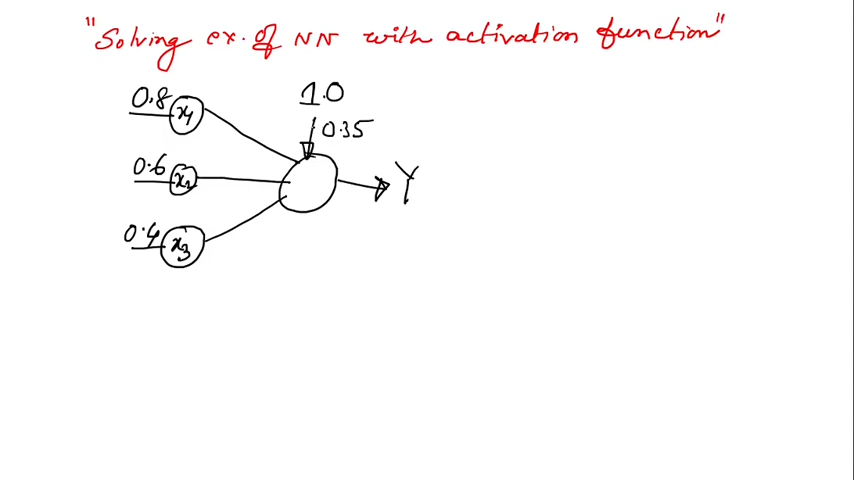 "Solving ex. of NN with activation function"
0.8 x1
1.0
0.35
0.6 x2
Y
0.4 x3